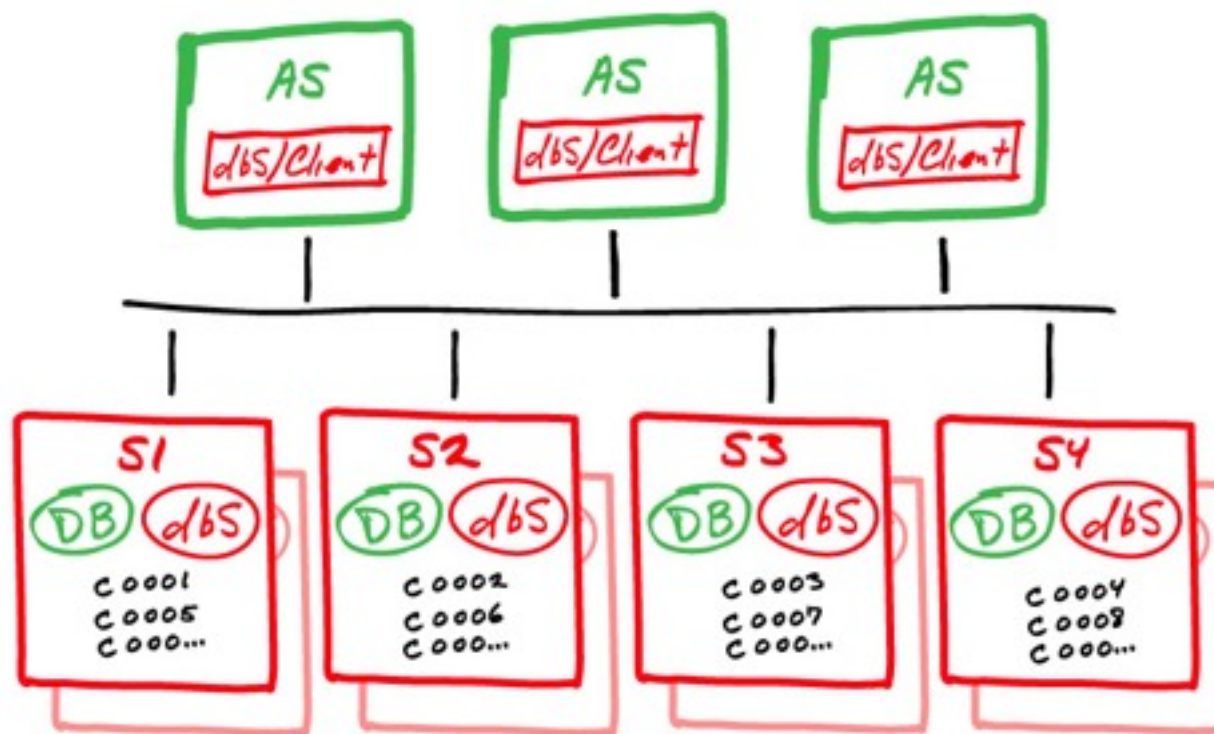 AS
dbS/Client
AS
dbS/Client
AS
dbS/Client
S1
DB dbS
C0001
C0005
C000...
S2
DB dbS
C0002
C0006
C000...
S3
DB dbS
C0003
C0007
C000...
S4
DB dbS
C0004
C0008
C000...